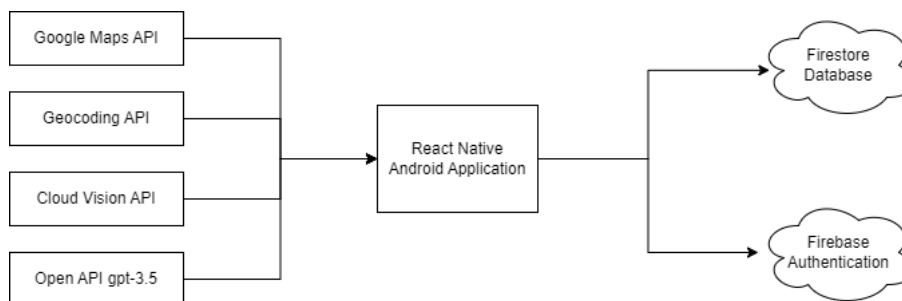 Google Maps API
Geocoding API
Cloud Vision API
Open API gpt-3.5
React Native
Android Application
Firestore
Database
Firebase
Authentication